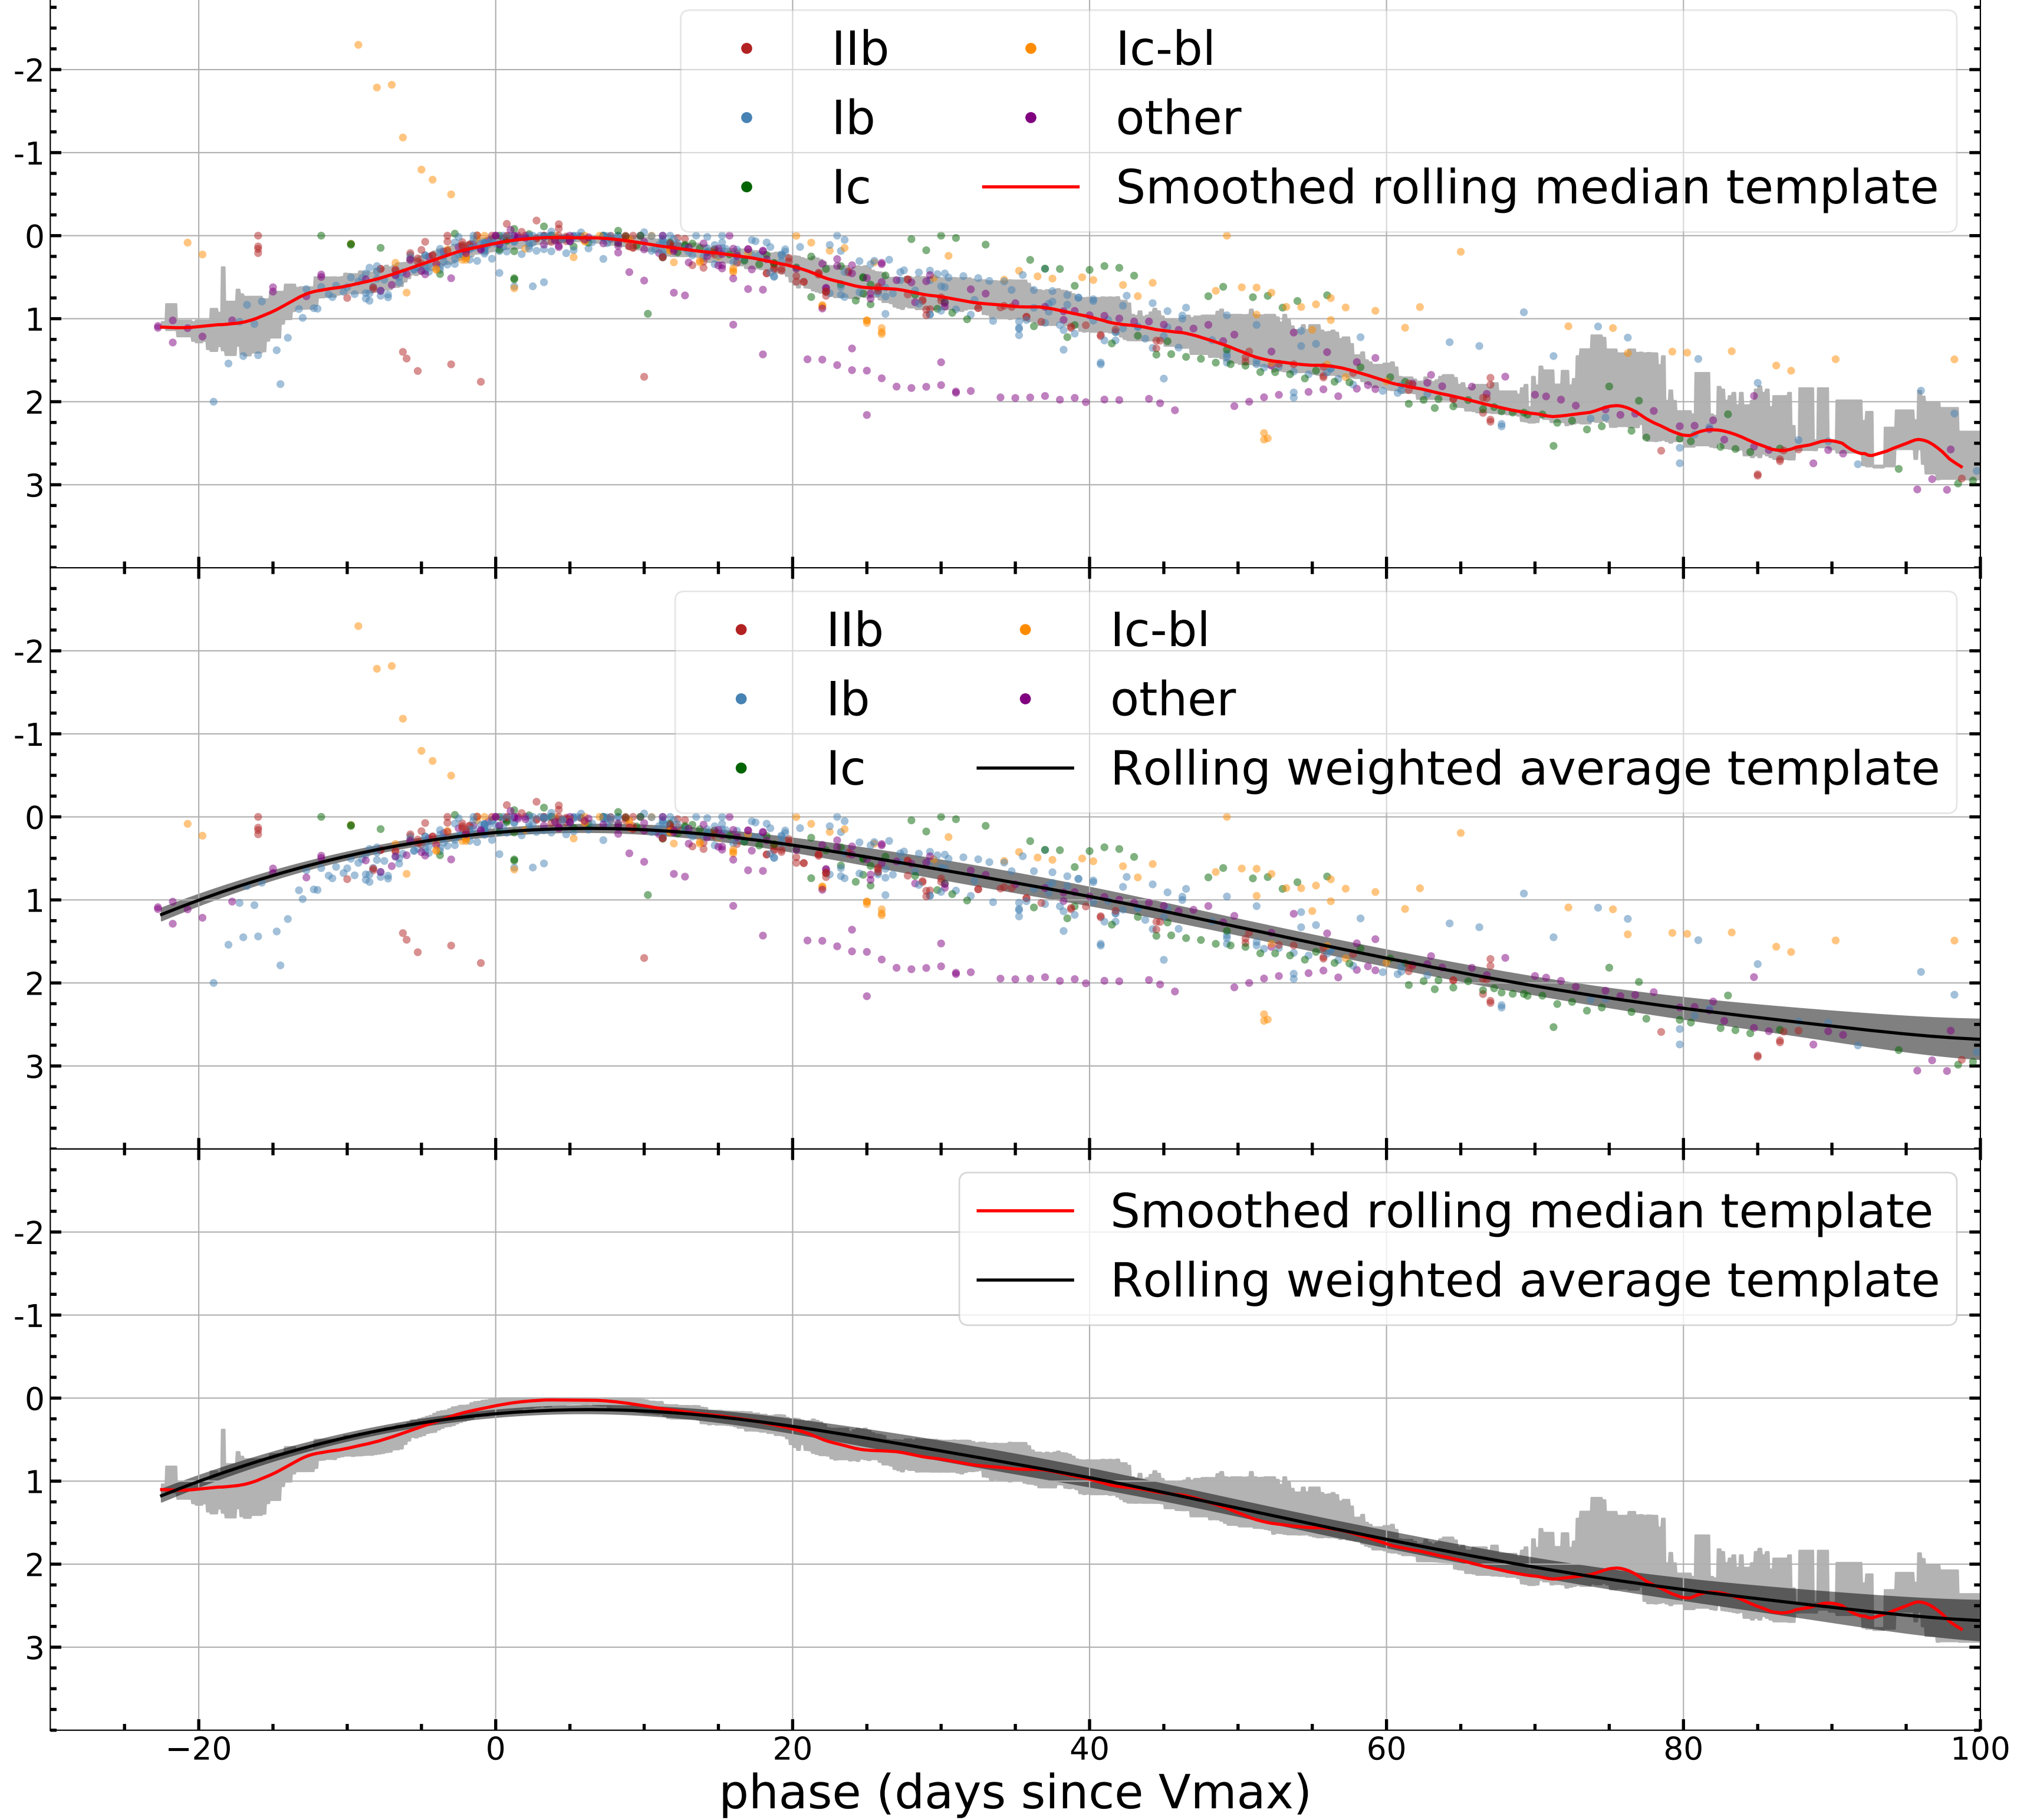 IIb Ic-bl
Ib other
Ic Smoothed rolling median template
-2
-1
0
1
2
3
IIb Ic-bl
Ib other
Ic Rolling weighted average template
-2
-1
0
1
2
3
Smoothed rolling median template
Rolling weighted average template
-2
-1
0
1
2
3
−20 0 20 40 60 80 100
phase (days since Vmax)